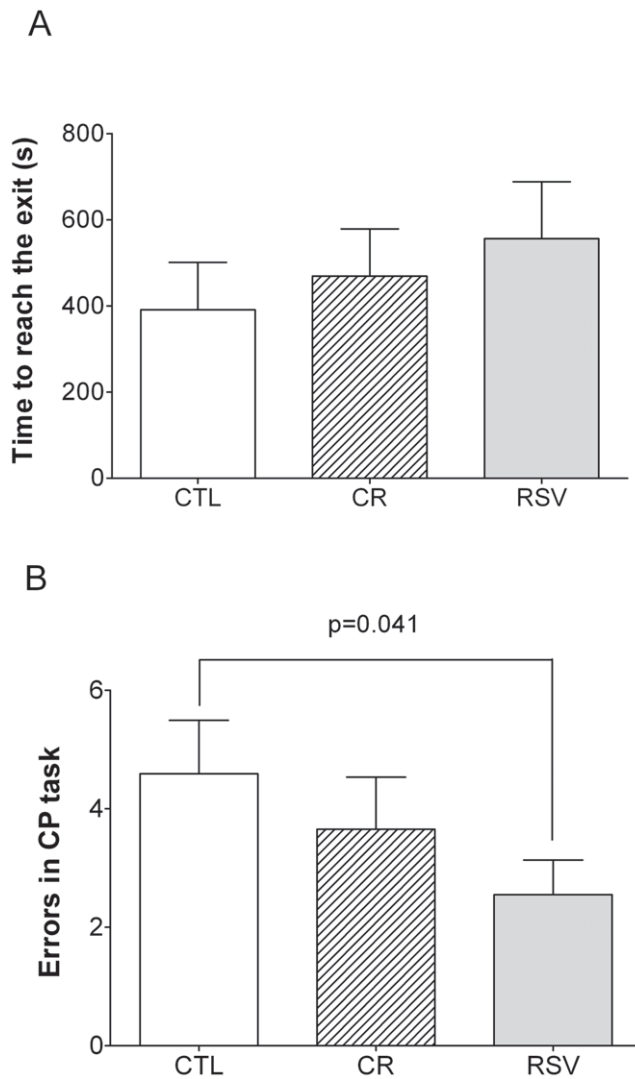 A
Time to reach the exit (s)
800
600
400
200
0
CTL CR RSV
B
p=0.041
Errors in CP task
6
4
2
0
CTL CR RSV